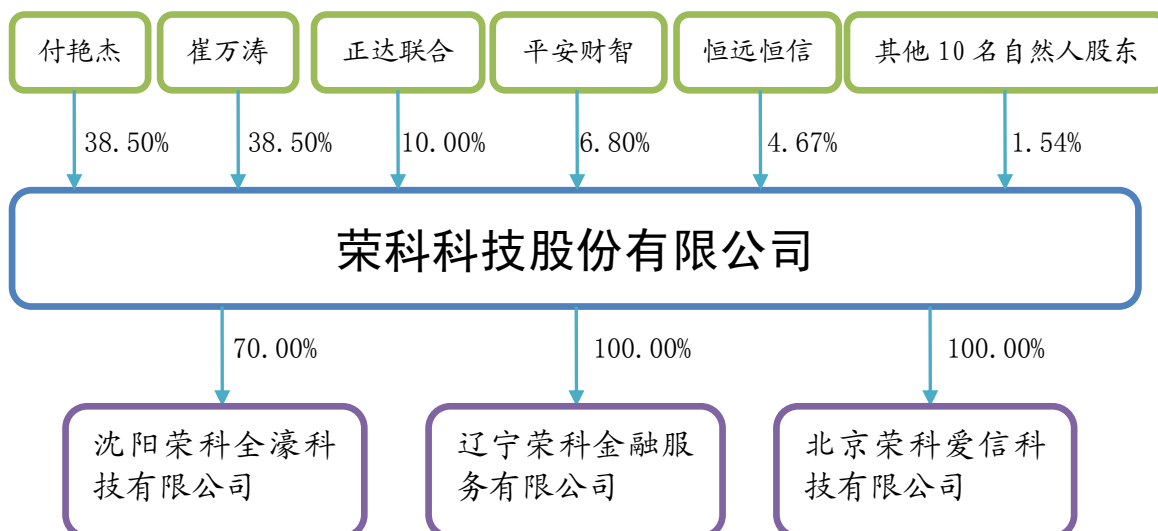 付艳杰
崔万涛
正达联合
平安财智
恒远恒信
其他 10 名自然人股东
38.50%
38.50%
10.00%
6.80%
4.67%
1.54%
荣科科技股份有限公司
70.00%
100.00%
100.00%
沈阳荣科全濠科
技有限公司
辽宁荣科金融服
务有限公司
北京荣科爱信科
技有限公司